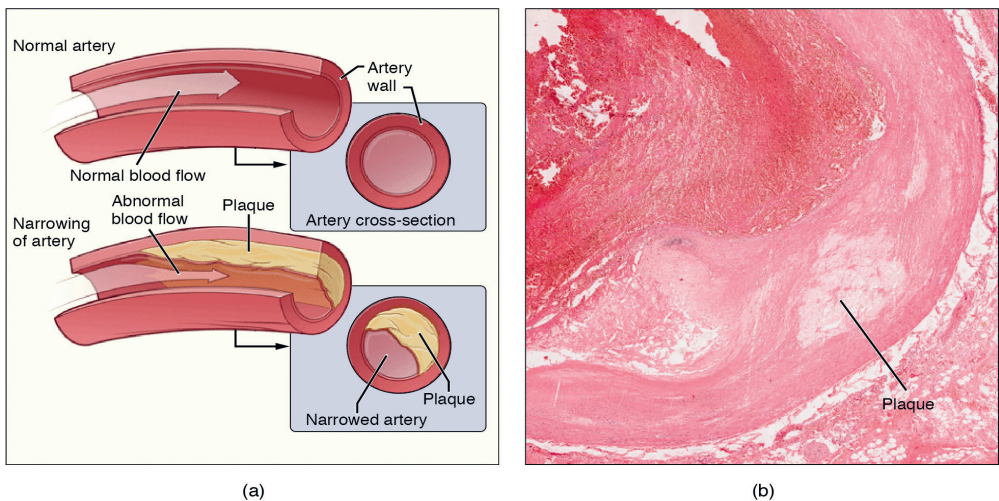 Normal artery
Artery
wall
Normal blood flow
Artery cross-section
Abnormal
blood flow
Plaque
Narrowing
of artery
Plaque
Narrowed artery
Plaque
(a)
(b)